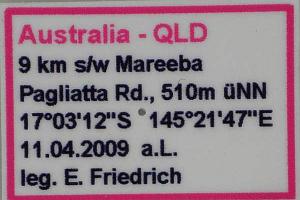 Australia - QLD
9 km s/w Mareeba
Pagliatta Rd., 510m üNN
17°03'12"S 145°21'47"E
11.04.2009 a.L.
leg. E. Friedrich